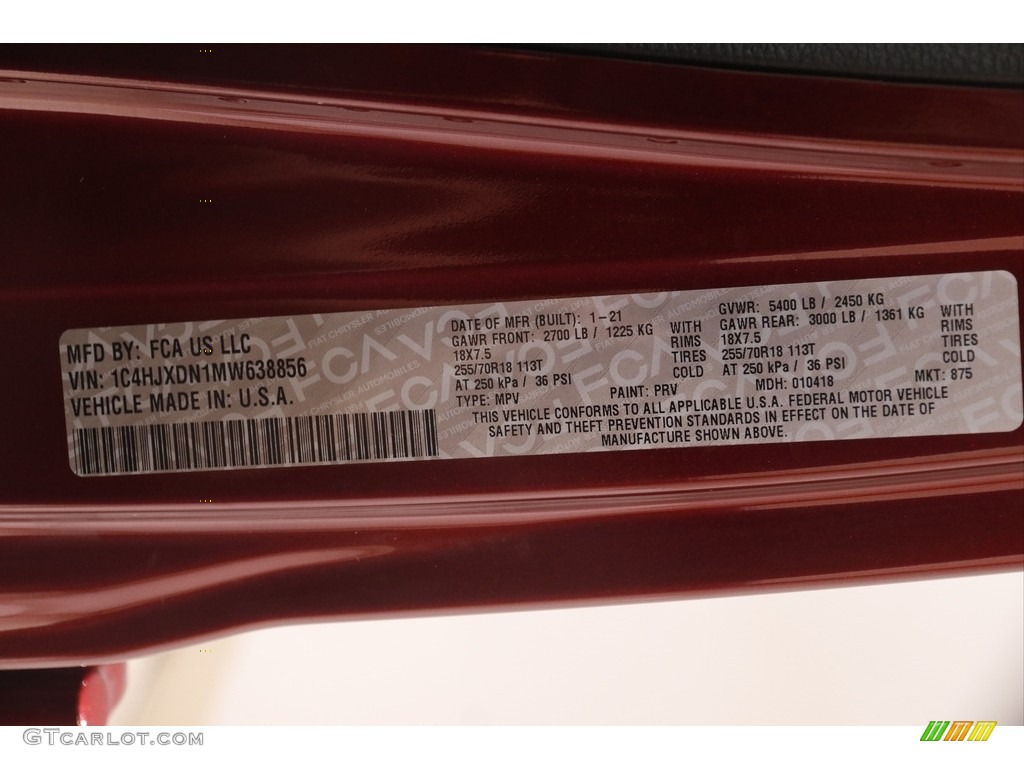 MFD BY: FCA US LLC
VIN: 1C4HJXDN1MW638856
VEHICLE MADE IN: U.S.A.
DATE OF MFR (BUILT): 1-21
GAWR FRONT: 2700 LB / 1225 KG WITH
18X7.5 RIMS
255/70R18 113T TIRES
AT 250 kPa / 36 PSI COLD
TYPE: MPV PAINT: PRV
GVWR: 5400 LB / 2450 KG
GAWR REAR: 3000 LB / 1361 KG WITH
18X7.5 RIMS
255/70R18 113T TIRES
AT 250 kPa / 36 PSI COLD
MDH: 010418 MKT: 875
THIS VEHICLE CONFORMS TO ALL APPLICABLE U.S.A. FEDERAL MOTOR VEHICLE
SAFETY AND THEFT PREVENTION STANDARDS IN EFFECT ON THE DATE OF
MANUFACTURE SHOWN ABOVE.
GTCARLOT.COM